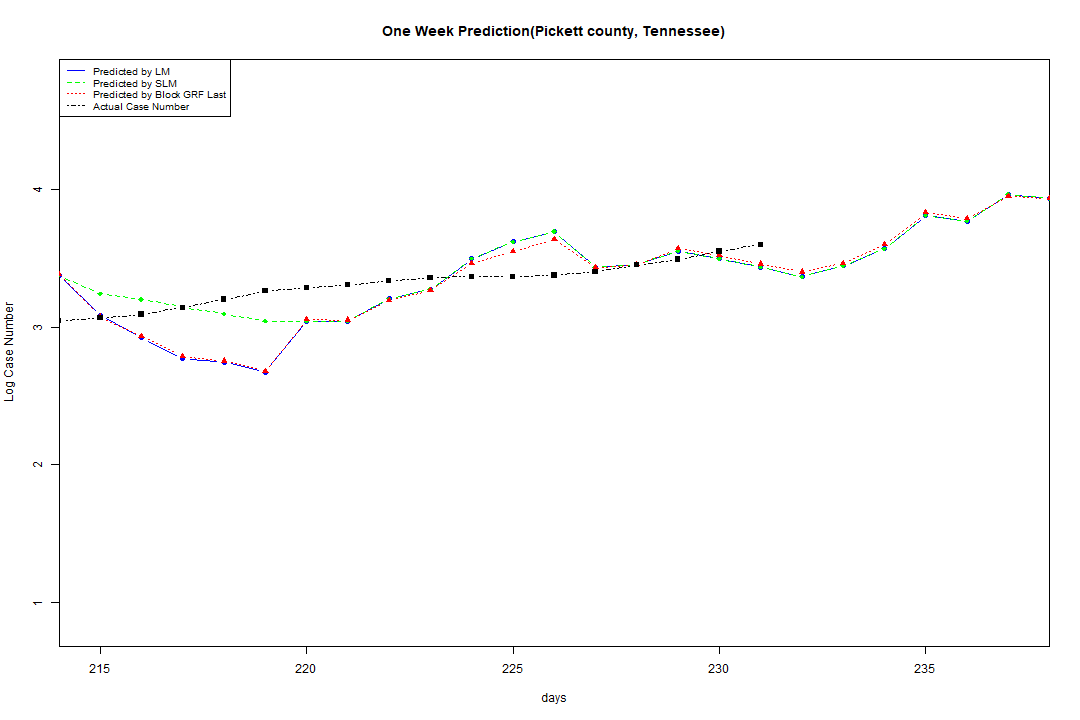 One Week Prediction(Pickett county, Tennessee)
Predicted by LM
Predicted by SLM
Predicted by Block GRF Last
Actual Case Number
Log Case Number
4
3
2
1
215 220 225 230 235
days